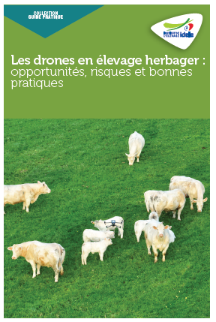 COLLECTION
GUIDE PRATIQUE
Les drones en élevage herbager :
opportunités, risques et bonnes
pratiques